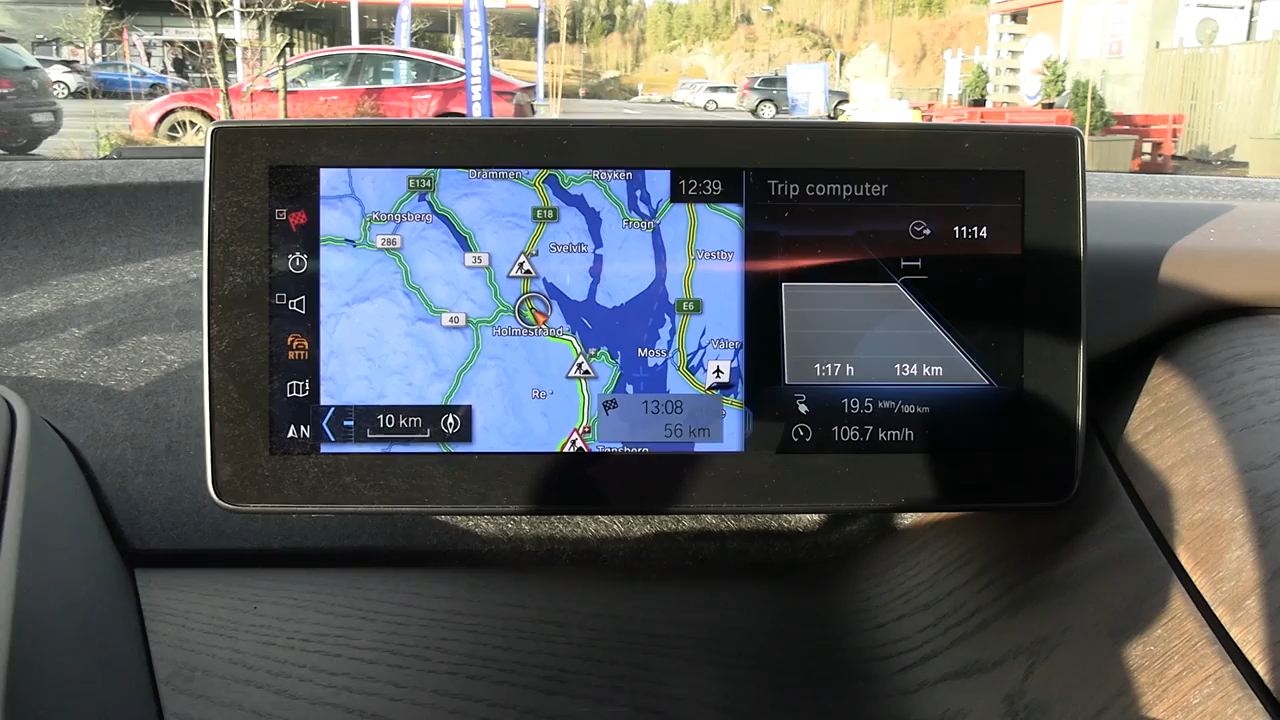 E134
Drammen
Røyken
12:39
Trip computer
Kongsberg
E18
Frogn
11:14
286
35
Svelvik
Vestby
E6
40
Holmestrand
Moss
Våler
1:17 h
134 km
RTTI
Re
13:08
56 km
10 km
N
19.5 kWh/100 km
106.7 km/h
Tønsberg